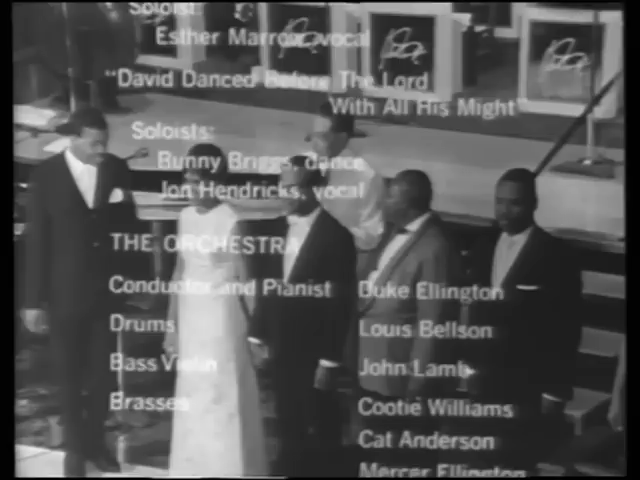 Soloist:
Esther Marrow, vocal
"David Danced Before The Lord
With All His Might"
Soloists:
Bunny Briggs, dance
Jon Hendricks, vocal
THE ORCHESTRA
Conductor and Pianist Duke Ellington
Drums Louis Bellson
Bass Violin John Lamb
Brasses Cootie Williams
Cat Anderson
Mercer Ellington